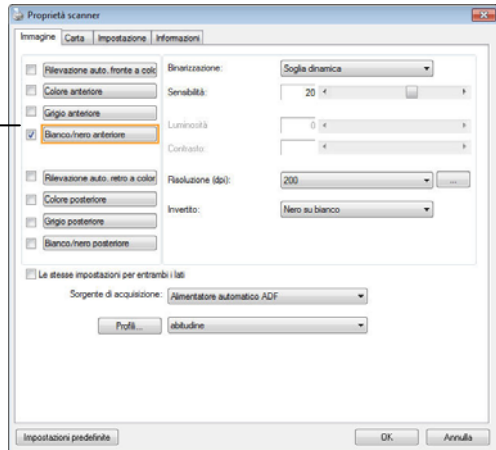 Proprietà scanner
Immagine Carta Impostazione Informazioni
Rilevazione auto. fronte a colo
Colore anteriore
Grigio anteriore
Bianco/nero anteriore
Rilevazione auto. retro a color
Colore posteriore
Grigio posteriore
Bianco/nero posteriore
Binarizzazione: Soglia dinamica
Sensibilità: 20
Luminosità 0
Contrasto:
Risoluzione (dpi): 200 ...
Invertito: Nero su bianco
Le stesse impostazioni per entrambi i lati
Sorgente di acquisizione: Alimentatore automatico ADF
Profili... abitudine
Impostazioni predefinite OK Annulla